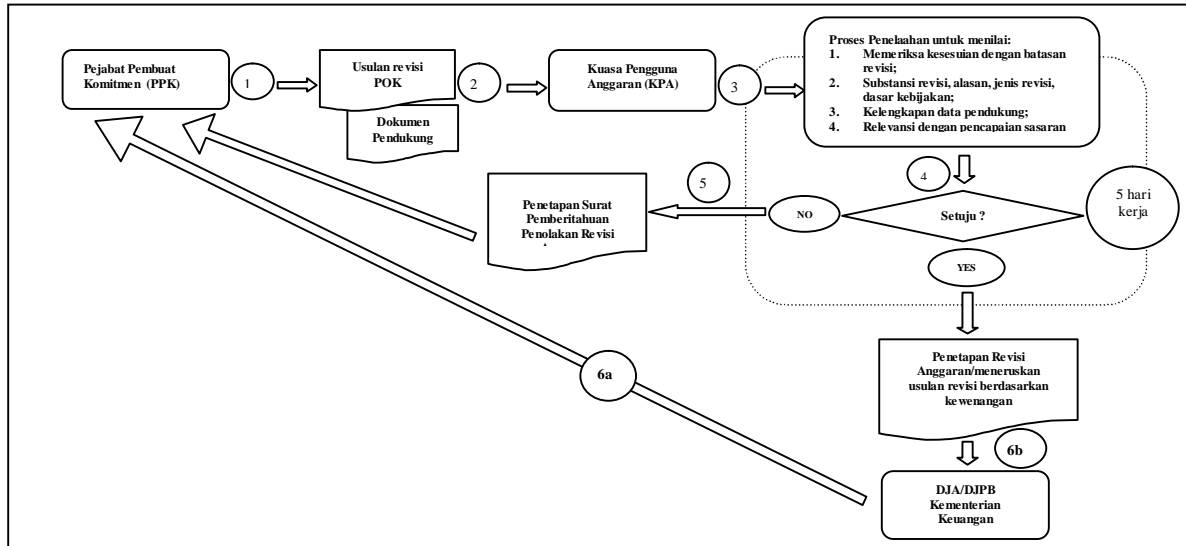 Pejabat Pembuat
Komitmen (PPK)
1
Usulan revisi
POK
Dokumen
Pendukung
2
Kuasa Pengguna
Anggaran (KPA)
3
Proses Penelaahan untuk menilai:
1. Memeriksa kesesuian dengan batasan
revisi;
2. Substansi revisi, alasan, jenis revisi,
dasar kebijakan;
3. Kelengkapan data pendukung;
4. Relevansi dengan pencapaian sasaran
4
Setuju ?
5 hari
kerja
NO
5
Penetapan Surat
Pemberitahuan
Penolakan Revisi
YES
Penetapan Revisi
Anggaran/meneruskan
usulan revisi berdasarkan
kewenangan
6a
6b
DJA/DJPB
Kementerian
Keuangan